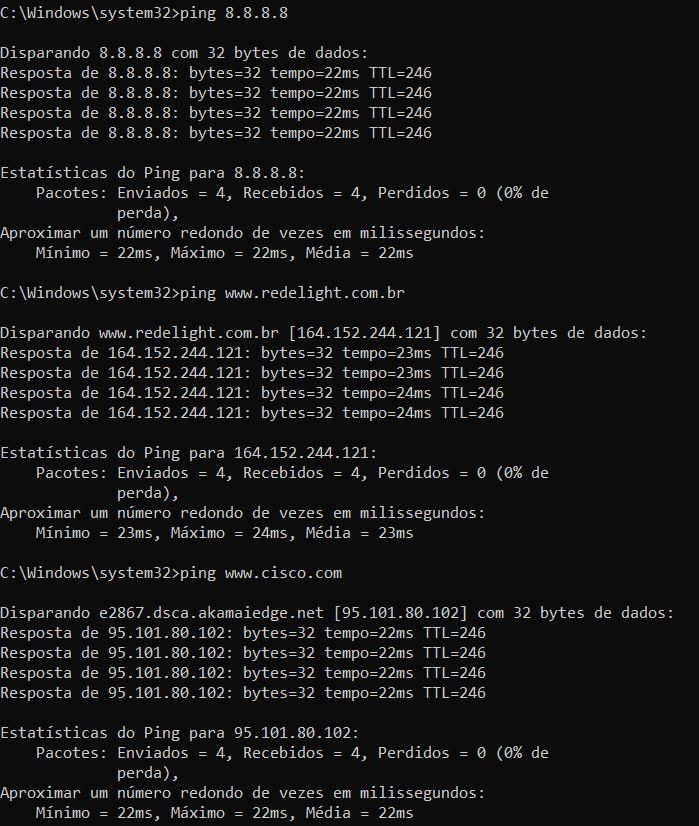 C:\Windows\system32>ping 8.8.8.8
Disparando 8.8.8.8 com 32 bytes de dados:
Resposta de 8.8.8.8: bytes=32 tempo=22ms TTL=246
Resposta de 8.8.8.8: bytes=32 tempo=22ms TTL=246
Resposta de 8.8.8.8: bytes=32 tempo=22ms TTL=246
Resposta de 8.8.8.8: bytes=32 tempo=22ms TTL=246
Estatísticas do Ping para 8.8.8.8:
    Pacotes: Enviados = 4, Recebidos = 4, Perdidos = 0 (0% de
             perda),
Aproximar um número redondo de vezes em milissegundos:
    Mínimo = 22ms, Máximo = 22ms, Média = 22ms
C:\Windows\system32>ping www.redelight.com.br
Disparando www.redelight.com.br [164.152.244.121] com 32 bytes de dados:
Resposta de 164.152.244.121: bytes=32 tempo=23ms TTL=246
Resposta de 164.152.244.121: bytes=32 tempo=23ms TTL=246
Resposta de 164.152.244.121: bytes=32 tempo=24ms TTL=246
Resposta de 164.152.244.121: bytes=32 tempo=24ms TTL=246
Estatísticas do Ping para 164.152.244.121:
    Pacotes: Enviados = 4, Recebidos = 4, Perdidos = 0 (0% de
             perda),
Aproximar um número redondo de vezes em milissegundos:
    Mínimo = 23ms, Máximo = 24ms, Média = 23ms
C:\Windows\system32>ping www.cisco.com
Disparando e2867.dsca.akamaiedge.net [95.101.80.102] com 32 bytes de dados:
Resposta de 95.101.80.102: bytes=32 tempo=22ms TTL=246
Resposta de 95.101.80.102: bytes=32 tempo=22ms TTL=246
Resposta de 95.101.80.102: bytes=32 tempo=22ms TTL=246
Resposta de 95.101.80.102: bytes=32 tempo=22ms TTL=246
Estatísticas do Ping para 95.101.80.102:
    Pacotes: Enviados = 4, Recebidos = 4, Perdidos = 0 (0% de
             perda),
Aproximar um número redondo de vezes em milissegundos:
    Mínimo = 22ms, Máximo = 22ms, Média = 22ms